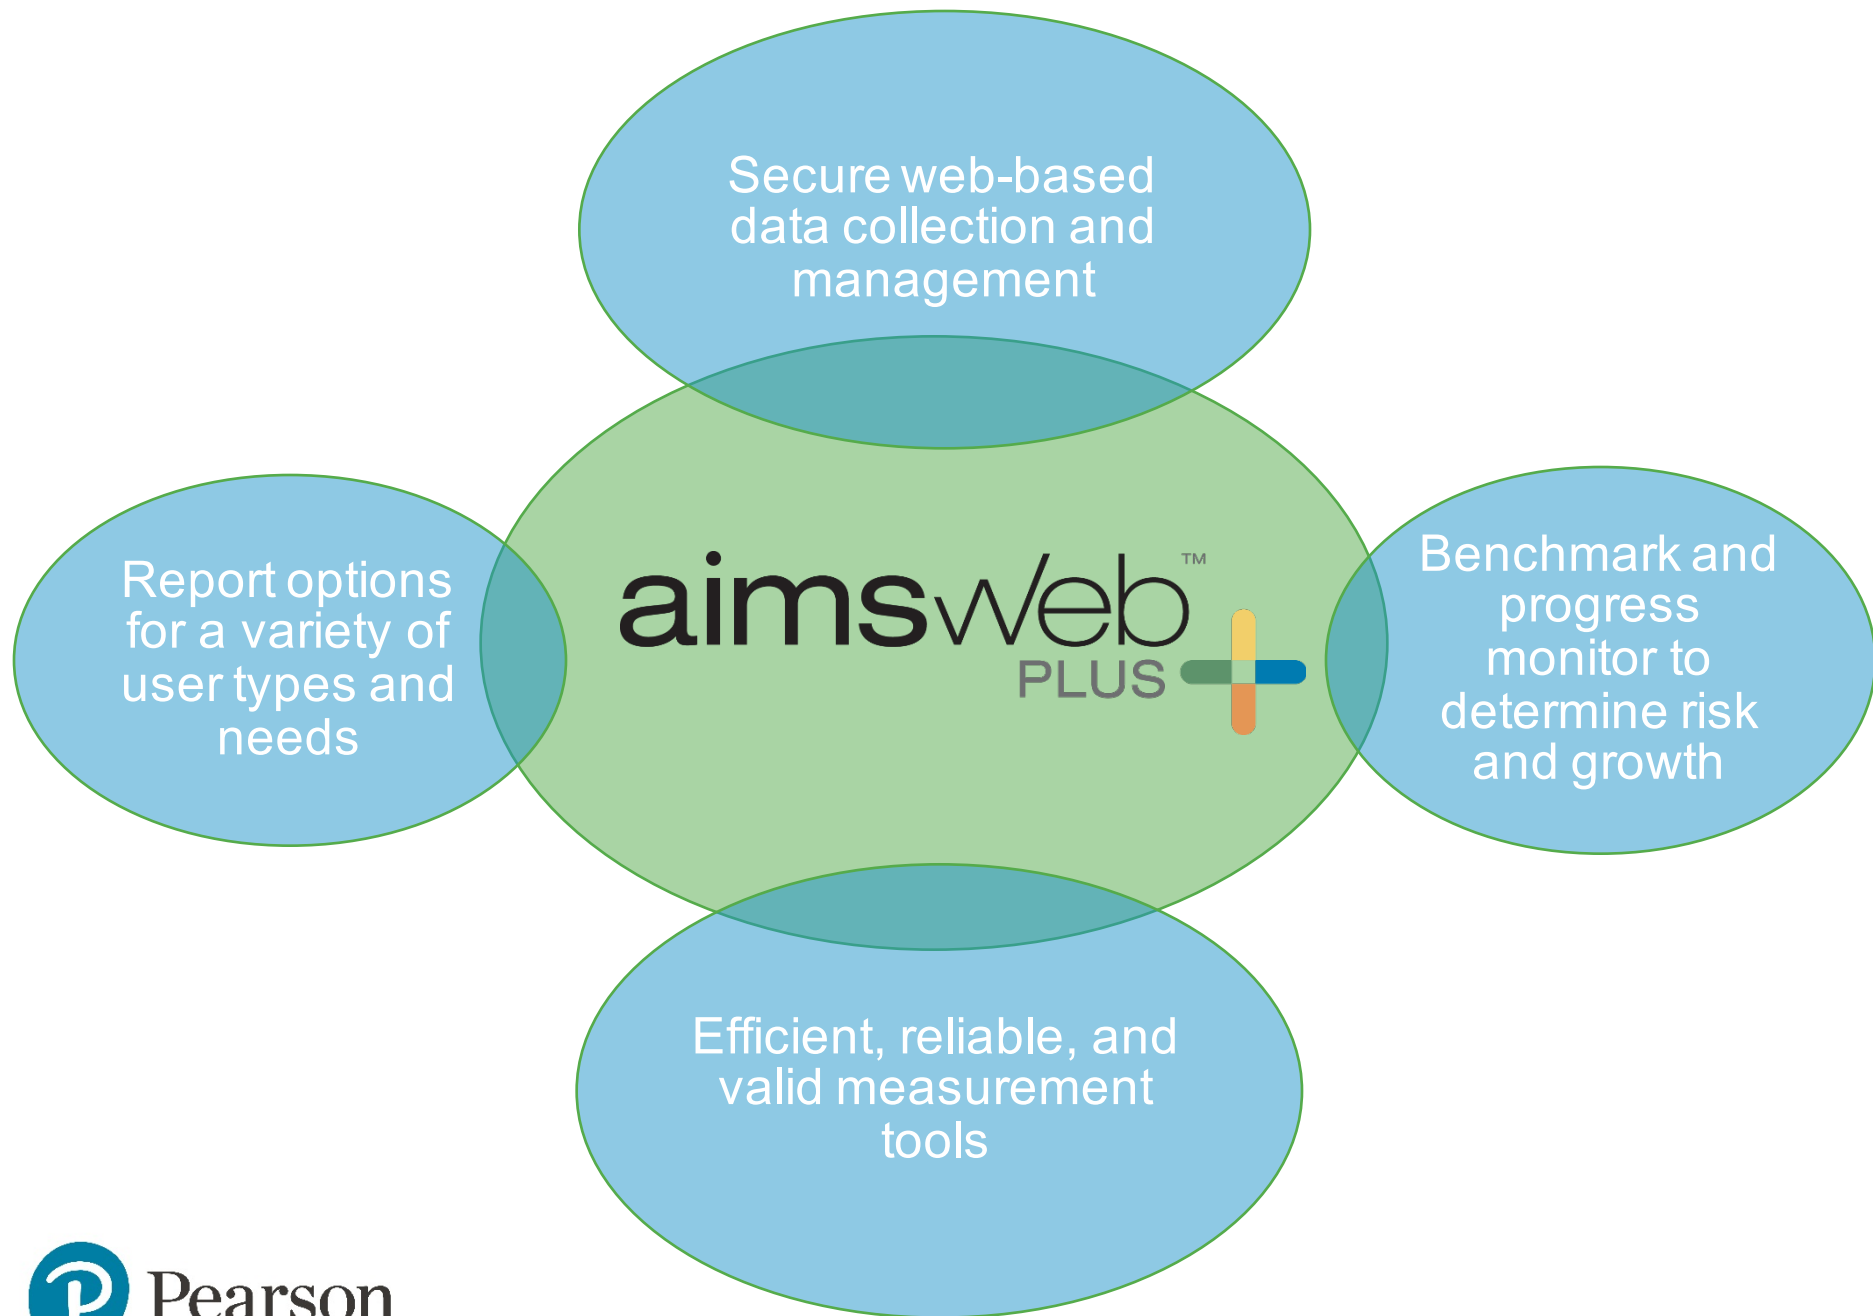 Secure web-based
data collection and
management
Report options
for a variety of
user types and
needs
aimsweb™
PLUS
Benchmark and
progress
monitor to
determine risk
and growth
Efficient, reliable, and
valid measurement
tools
Pearson